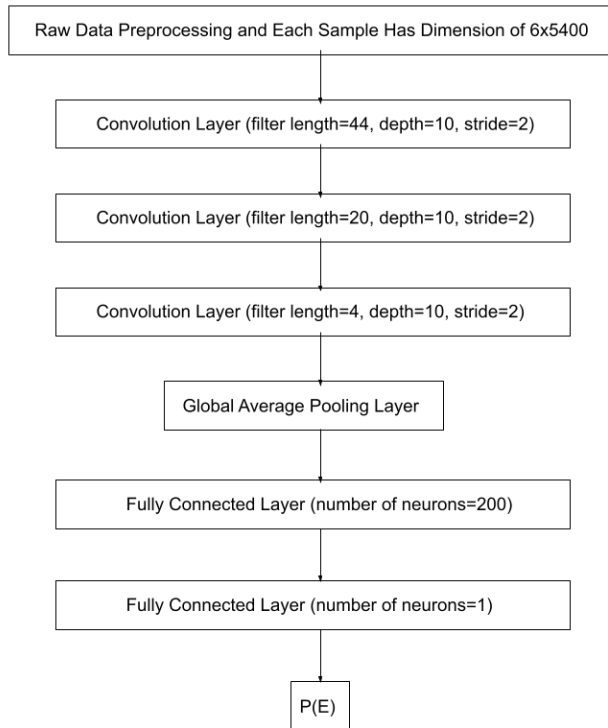 Raw Data Preprocessing and Each Sample Has Dimension of 6x5400
Convolution Layer (filter length=44, depth=10, stride=2)
Convolution Layer (filter length=20, depth=10, stride=2)
Convolution Layer (filter length=4, depth=10, stride=2)
Global Average Pooling Layer
Fully Connected Layer (number of neurons=200)
Fully Connected Layer (number of neurons=1)
P(E)